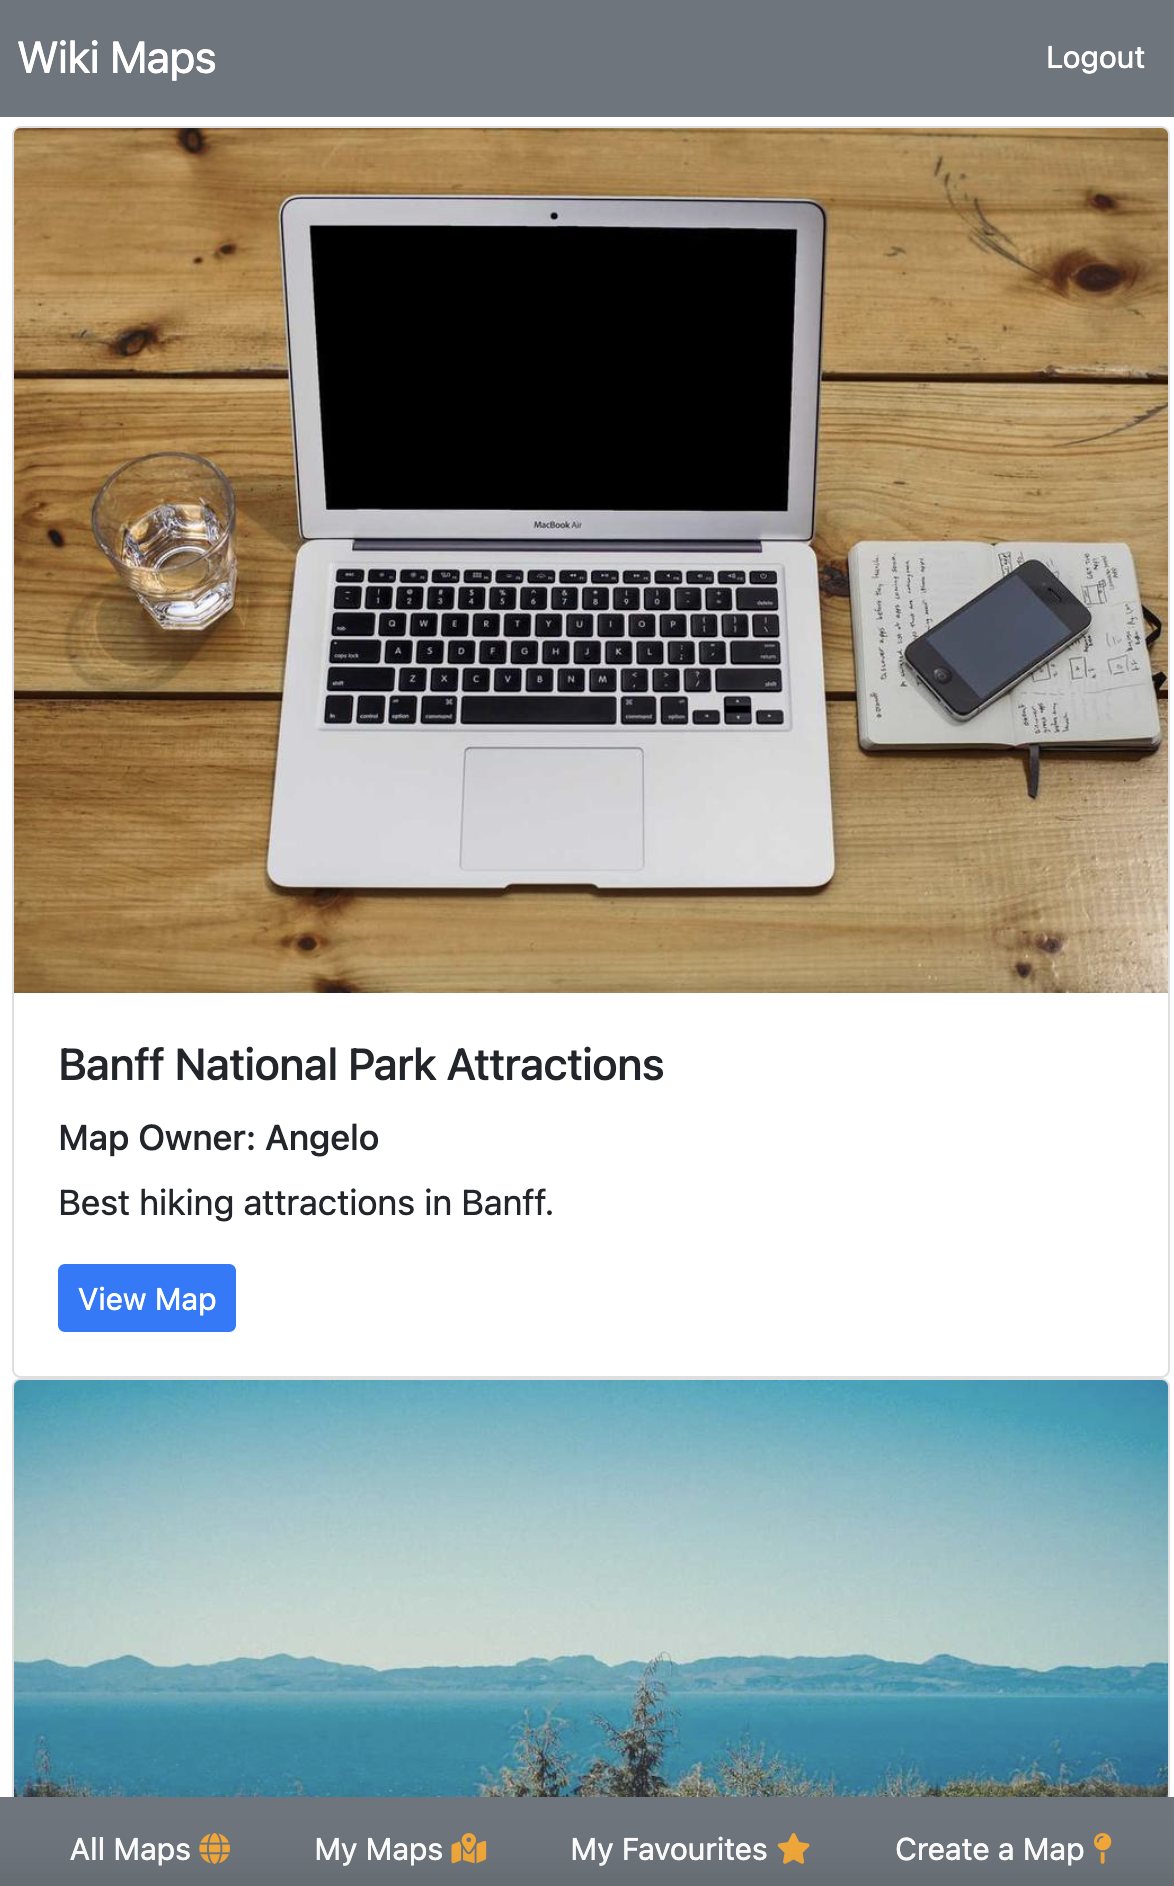 Wiki Maps
Logout
MacBook Air
Banff National Park Attractions
Map Owner: Angelo
Best hiking attractions in Banff.
View Map
All Maps
My Maps
My Favourites
Create a Map